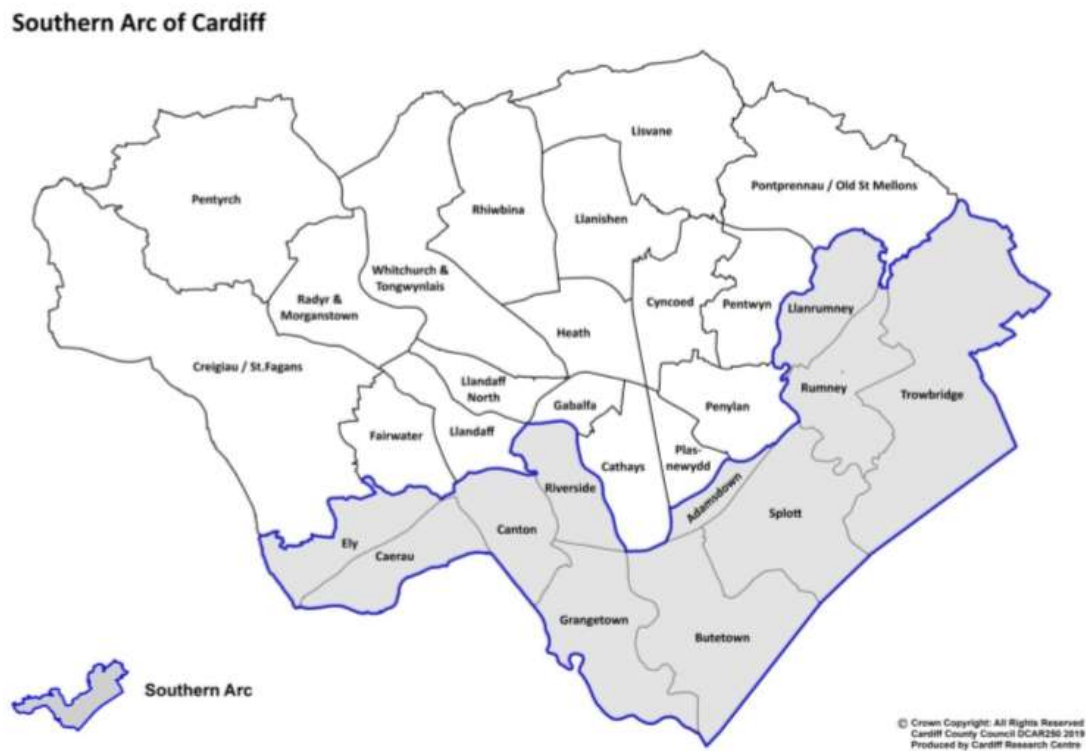 Southern Arc of Cardiff
Lisvane
Pontprennau / Old St Mellons
Pentyrch
Rhiwbina
Llanishen
Whitchurch &
Tongwynlais
Radyr &
Morganstown
Cyncoed
Pentwyn
Llanrumney
Heath
Creigiau / St.Fagans
Llandaff
North
Gabalfa
Penylan
Rumney
Trowbridge
Fairwater
Llandaff
Cathays
Plas-
newydd
Riverside
Adamsdown
Splott
Canton
Ely
Caerau
Grangetown
Butetown
Southern Arc
© Crown Copyright: All Rights Reserved
Cardiff County Council DCAR250 2019
Produced by Cardiff Research Centre